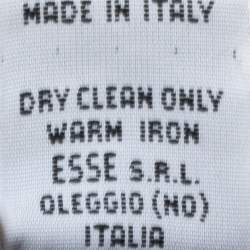 MADE IN ITALY
DRY CLEAN ONLY
WARM IRON
ESSE S.R.L.
OLEGGIO (NO)
ITALIA